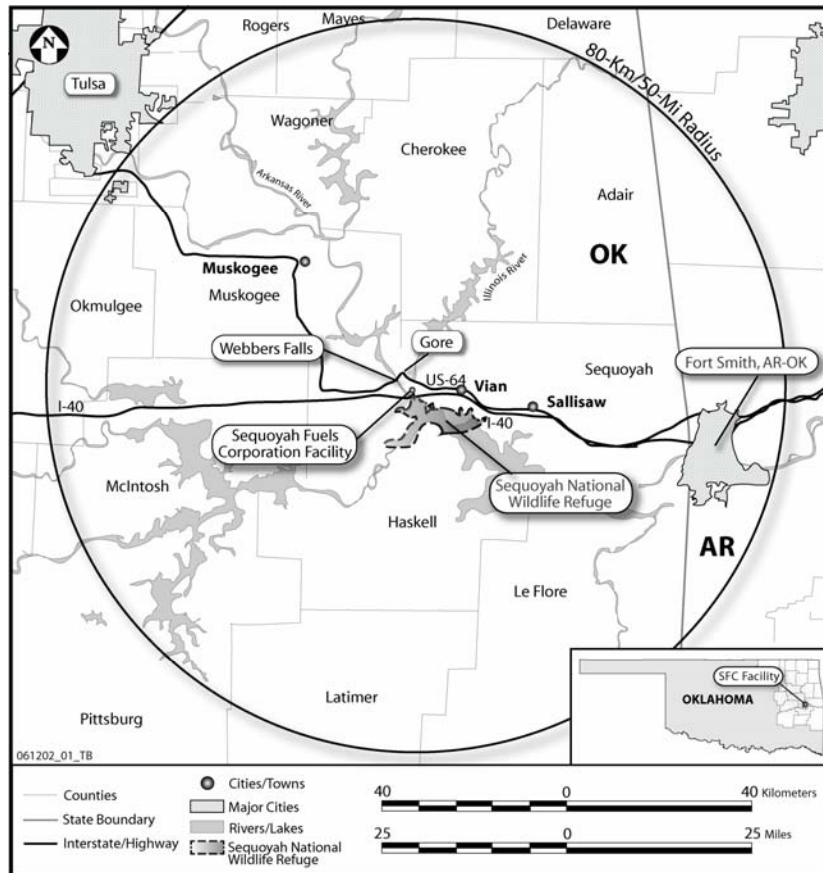 Rogers
Mayes
Delaware
N
Tulsa
80-Km/50-Mi Radius
Wagoner
Cherokee
Arkansas River
Adair
OK
Illinois River
Muskogee
Muskogee
Okmulgee
Webbers Falls
Gore
Sequoyah
Fort Smith, AR-OK
US-64
Vian
Sallisaw
I-40
I-40
Sequoyah Fuels
Corporation Facility
McIntosh
Sequoyah National
Wildlife Refuge
Haskell
AR
Le Flore
Latimer
Pittsburg
SFC Facility
OKLAHOMA
061202_01_TB
Counties
State Boundary
Interstate/Highway
Cities/Towns
Major Cities
Rivers/Lakes
Sequoyah National
Wildlife Refuge
40 0 40 Kilometers
25 0 25 Miles